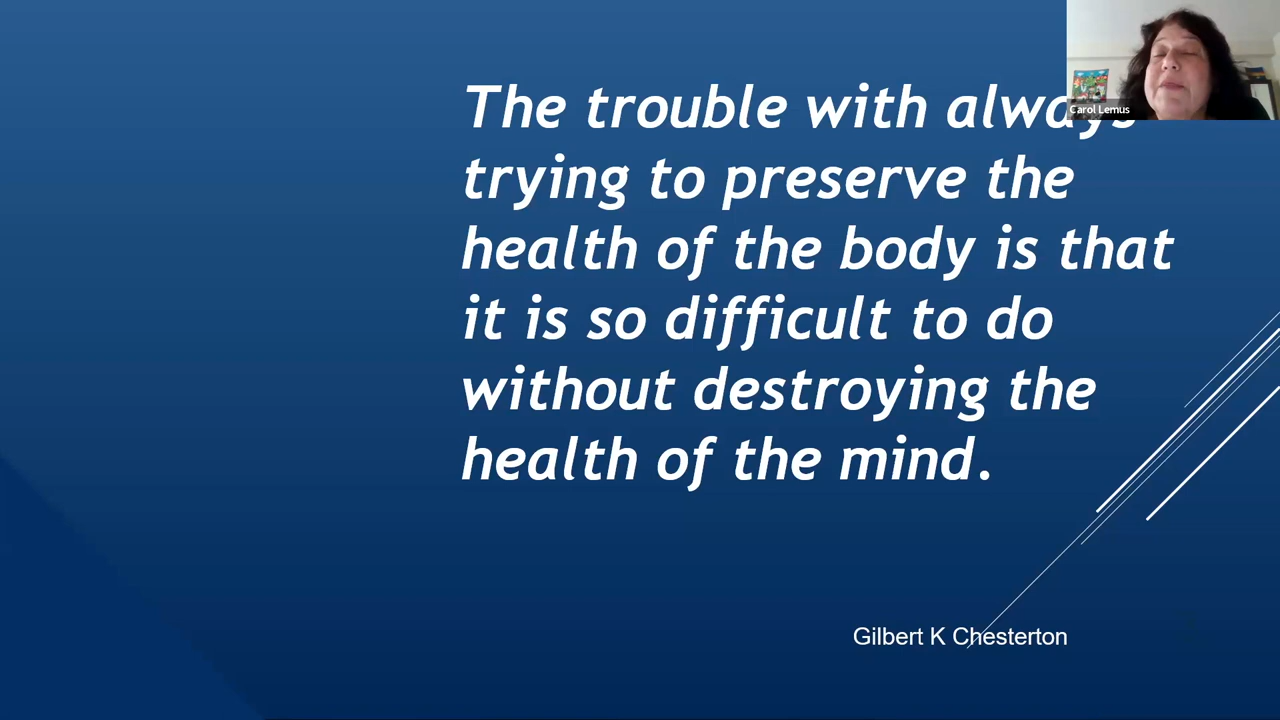 The trouble with always
trying to preserve the
health of the body is that
it is so difficult to do
without destroying the
health of the mind.
Gilbert K Chesterton
Carol Lemus